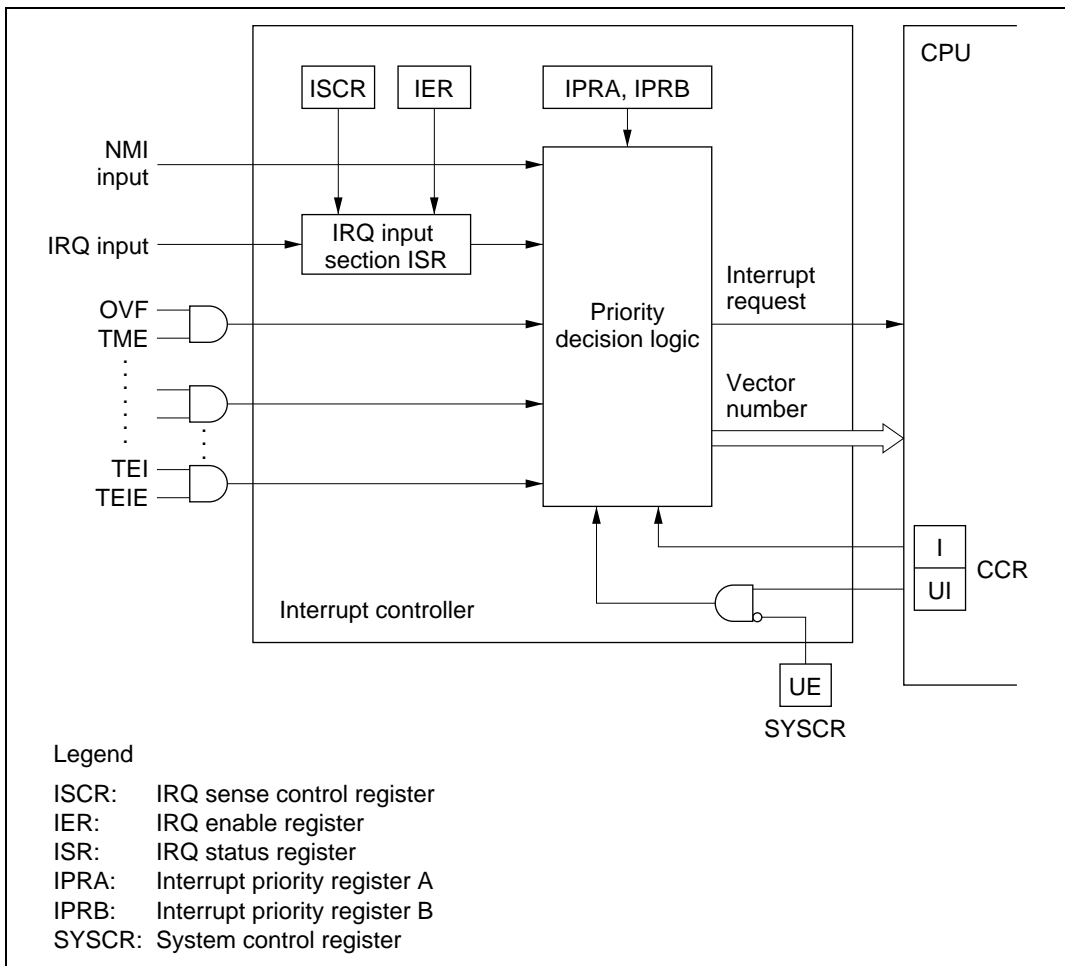 CPU
ISCR
IER
IPRA, IPRB
NMI
input
IRQ input
IRQ input
section ISR
OVF
TME
TEI
TEIE
Priority
decision logic
Interrupt
request
Vector
number
I
UI
CCR
Interrupt controller
UE
SYSCR
Legend
ISCR: IRQ sense control register
IER: IRQ enable register
ISR: IRQ status register
IPRA: Interrupt priority register A
IPRB: Interrupt priority register B
SYSCR: System control register